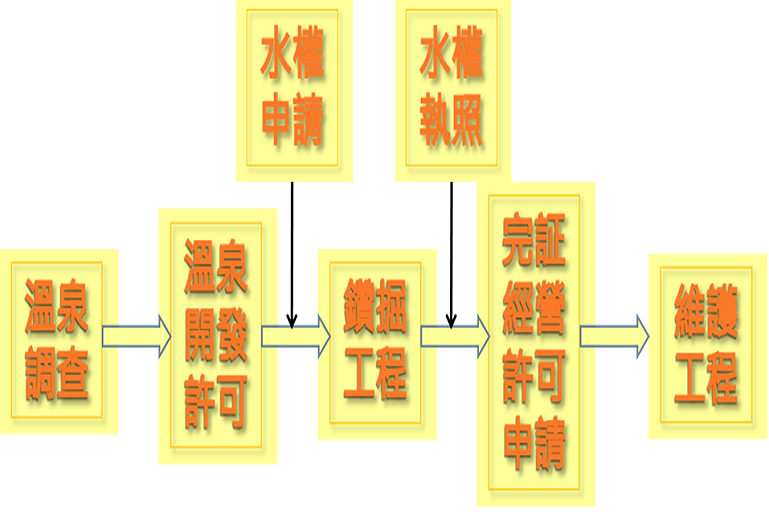 水權
申請
水權
執照
溫泉
調查
溫泉
開發
許可
鑽掘
工程
完証
經營
許可
申請
維護
工程